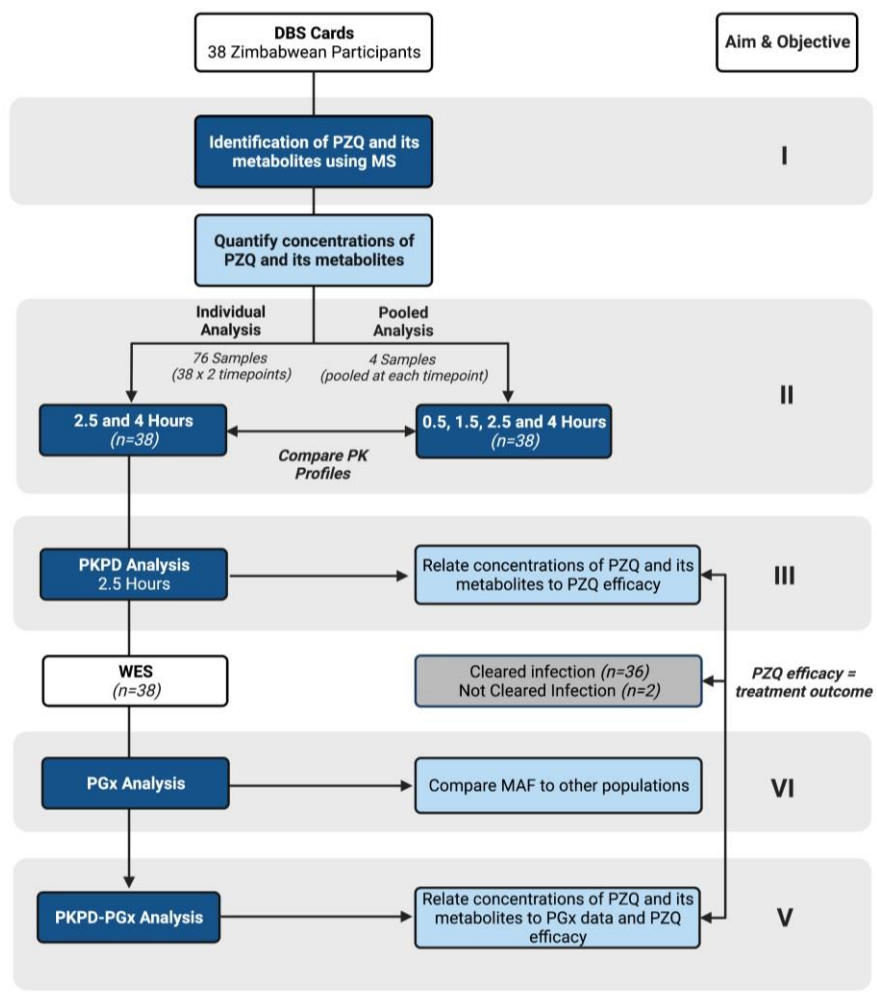 DBS Cards
38 Zimbabwean Participants
Aim & Objective
Identification of PZQ and its
metabolites using MS
I
Quantify concentrations of
PZQ and its metabolites
Individual
Analysis
Pooled
Analysis
76 Samples
(38 x 2 timepoints)
4 Samples
(pooled at each timepoint)
II
2.5 and 4 Hours
(n=38)
0.5, 1.5, 2.5 and 4 Hours
(n=38)
Compare PK
Profiles
PKPD Analysis
2.5 Hours
Relate concentrations of PZQ and its
metabolites to PZQ efficacy
III
WES
(n=38)
Cleared infection (n=36)
Not Cleared Infection (n=2)
PZQ efficacy =
treatment outcome
PGx Analysis
Compare MAF to other populations
VI
PKPD-PGx Analysis
Relate concentrations of PZQ and its
metabolites to PGx data and PZQ
efficacy
V